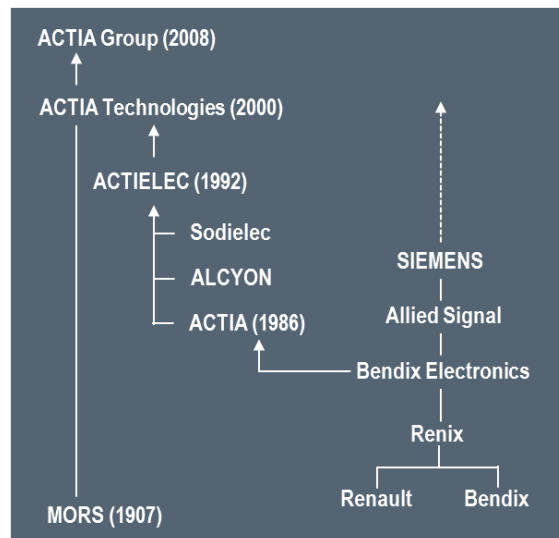 ACTIA Group (2008)
ACTIA Technologies (2000)
ACTIELEC (1992)
Sodielec
SIEMENS
ALCYON
Allied Signal
ACTIA (1986)
Bendix Electronics
Renix
Renault
Bendix
MORS (1907)